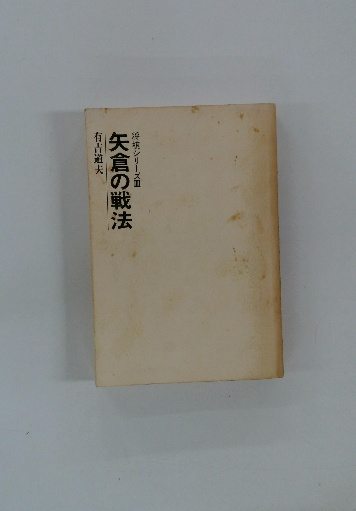 将棋シリーズⅢ
矢倉の戦法
有吉道夫